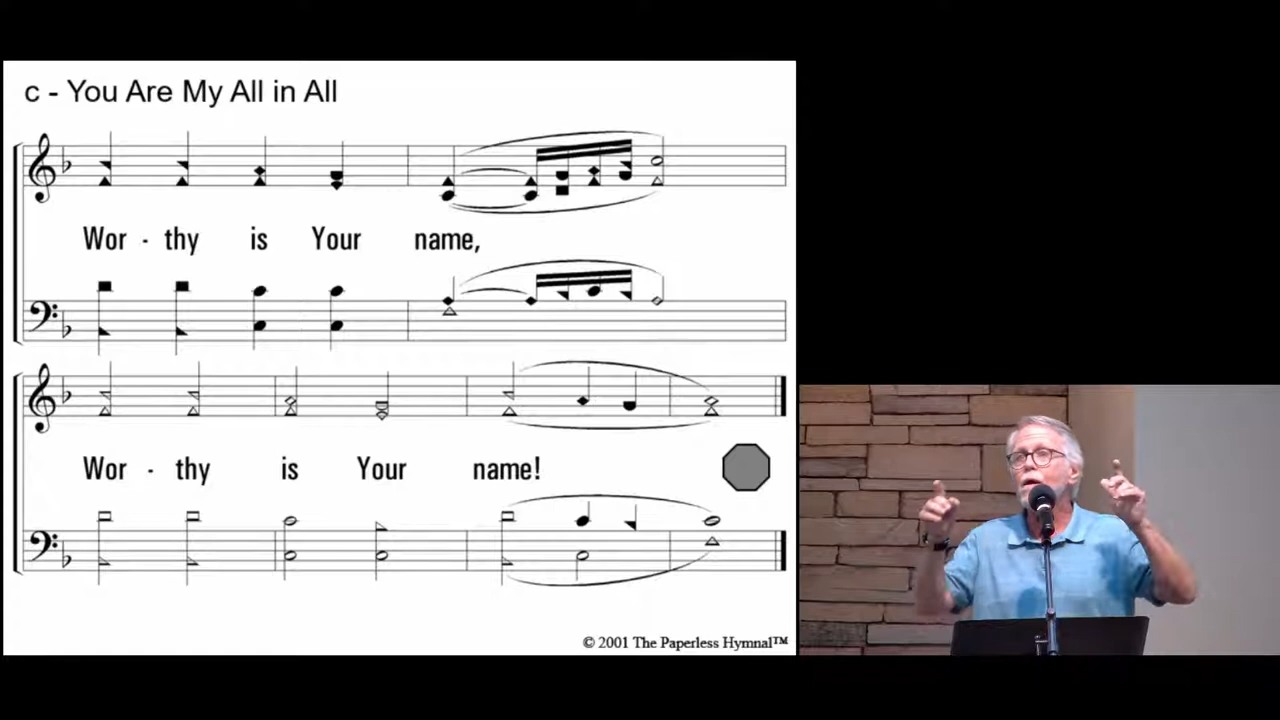 c - You Are My All in All
Wor - thy is Your name,
Wor - thy is Your name!
© 2001 The Paperless Hymnal™